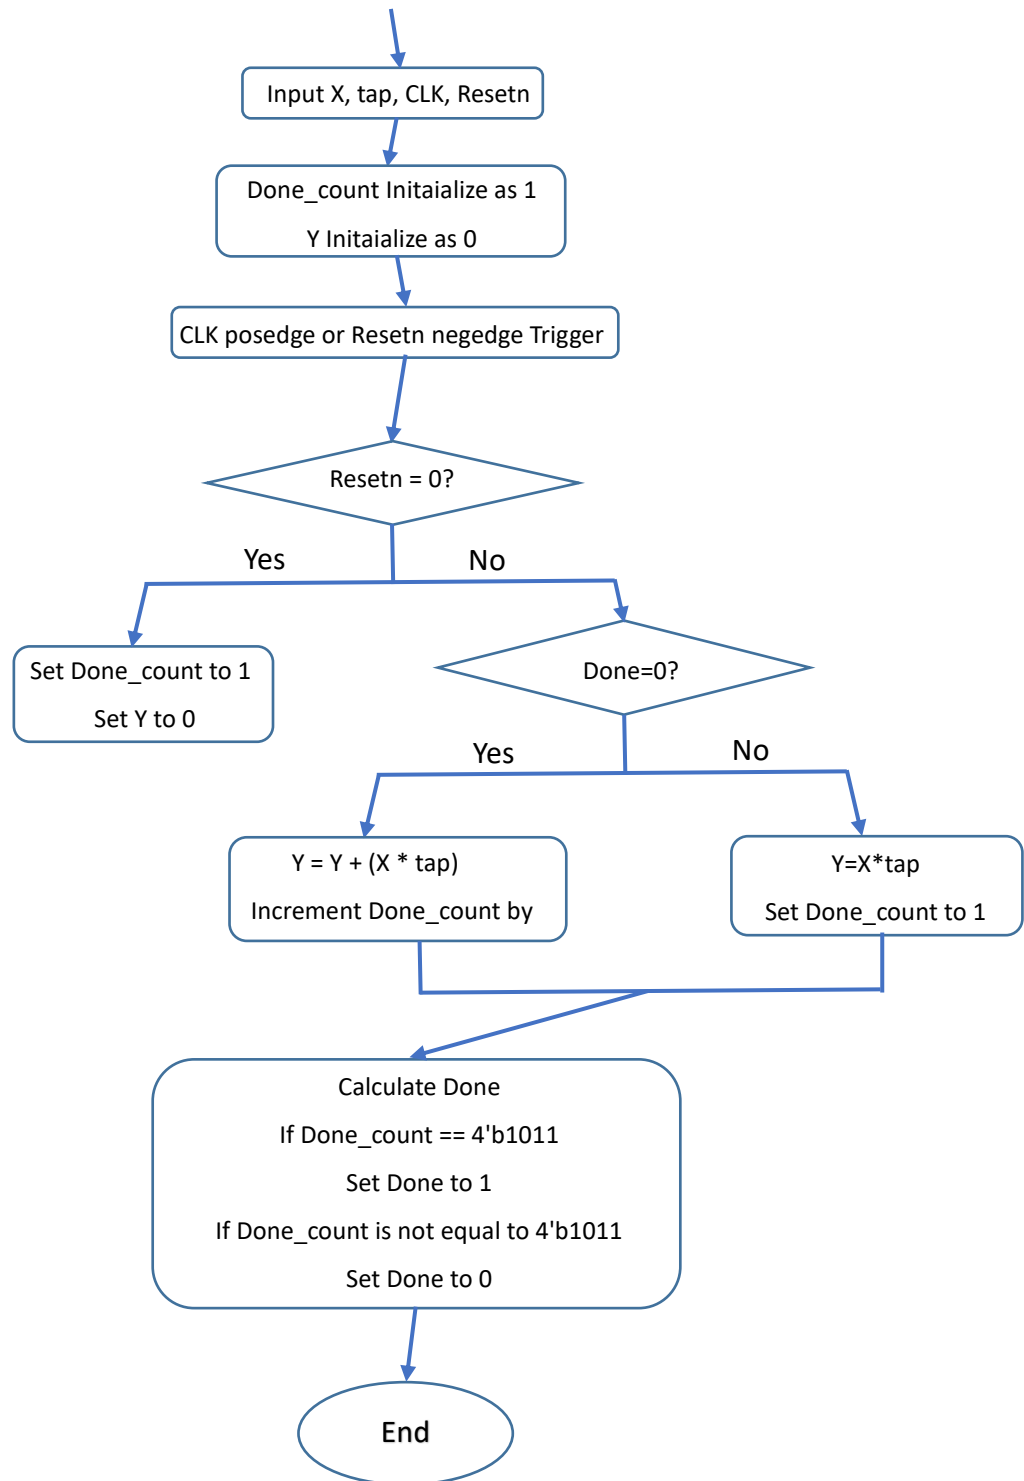 Input X, tap, CLK, Resetn
Done_count Initaialize as 1
Y Initaialize as 0
CLK posedge or Resetn negedge Trigger
Resetn = 0?
Yes
No
Set Done_count to 1
Set Y to 0
Done=0?
Yes
No
Y = Y + (X * tap)
Increment Done_count by
Y=X*tap
Set Done_count to 1
Calculate Done
If Done_count == 4'b1011
Set Done to 1
If Done_count is not equal to 4'b1011
Set Done to 0
End